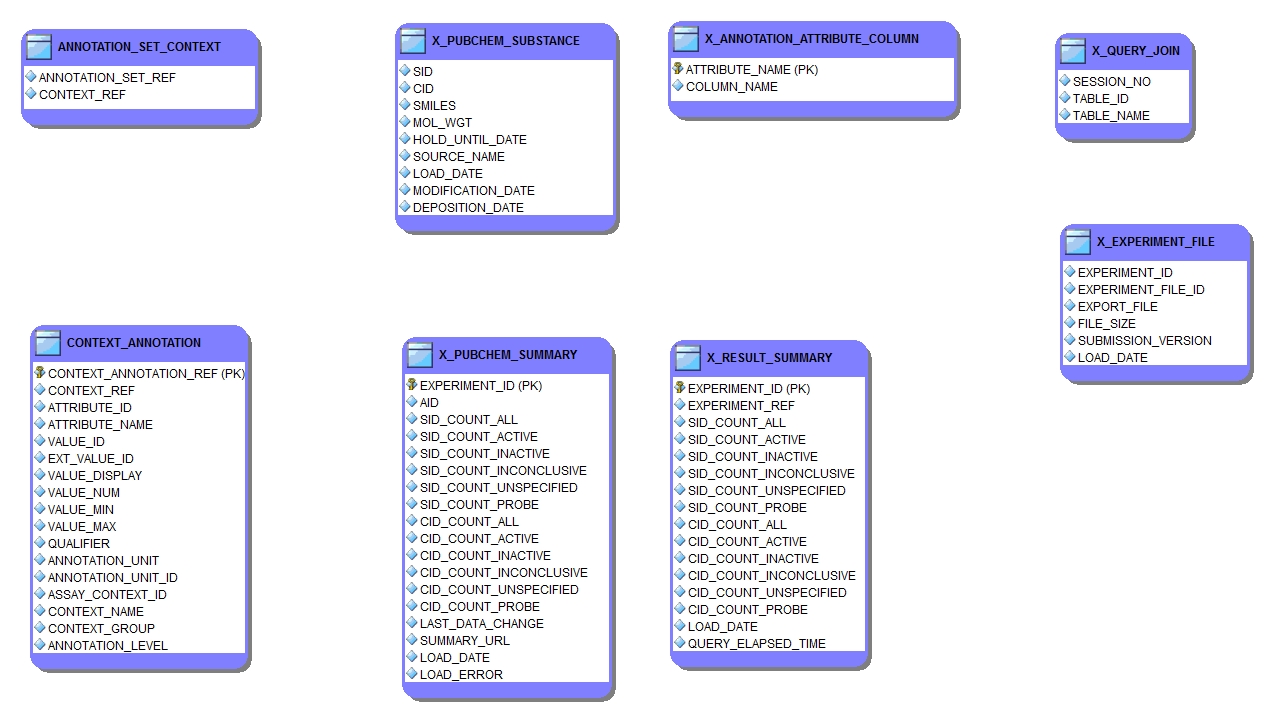 ANNOTATION_SET_CONTEXT
ANNOTATION_SET_REF
CONTEXT_REF
X_PUBCHEM_SUBSTANCE
SID
CID
SMILES
MOL_WGT
HOLD_UNTIL_DATE
SOURCE_NAME
LOAD_DATE
MODIFICATION_DATE
DEPOSITION_DATE
X_ANNOTATION_ATTRIBUTE_COLUMN
ATTRIBUTE_NAME (PK)
COLUMN_NAME
X_QUERY_JOIN
SESSION_NO
TABLE_ID
TABLE_NAME
X_EXPERIMENT_FILE
EXPERIMENT_ID
EXPERIMENT_FILE_ID
EXPORT_FILE
FILE_SIZE
SUBMISSION_VERSION
LOAD_DATE
CONTEXT_ANNOTATION
CONTEXT_ANNOTATION_REF (PK)
CONTEXT_REF
ATTRIBUTE_ID
ATTRIBUTE_NAME
VALUE_ID
EXT_VALUE_ID
VALUE_DISPLAY
VALUE_NUM
VALUE_MIN
VALUE_MAX
QUALIFIER
ANNOTATION_UNIT
ANNOTATION_UNIT_ID
ASSAY_CONTEXT_ID
CONTEXT_NAME
CONTEXT_GROUP
ANNOTATION_LEVEL
X_PUBCHEM_SUMMARY
EXPERIMENT_ID (PK)
AID
SID_COUNT_ALL
SID_COUNT_ACTIVE
SID_COUNT_INACTIVE
SID_COUNT_INCONCLUSIVE
SID_COUNT_UNSPECIFIED
SID_COUNT_PROBE
CID_COUNT_ALL
CID_COUNT_ACTIVE
CID_COUNT_INACTIVE
CID_COUNT_INCONCLUSIVE
CID_COUNT_UNSPECIFIED
CID_COUNT_PROBE
LAST_DATA_CHANGE
SUMMARY_URL
LOAD_DATE
LOAD_ERROR
X_RESULT_SUMMARY
EXPERIMENT_ID (PK)
EXPERIMENT_REF
SID_COUNT_ALL
SID_COUNT_ACTIVE
SID_COUNT_INACTIVE
SID_COUNT_INCONCLUSIVE
SID_COUNT_UNSPECIFIED
SID_COUNT_PROBE
CID_COUNT_ALL
CID_COUNT_ACTIVE
CID_COUNT_INACTIVE
CID_COUNT_INCONCLUSIVE
CID_COUNT_UNSPECIFIED
CID_COUNT_PROBE
LOAD_DATE
QUERY_ELAPSED_TIME